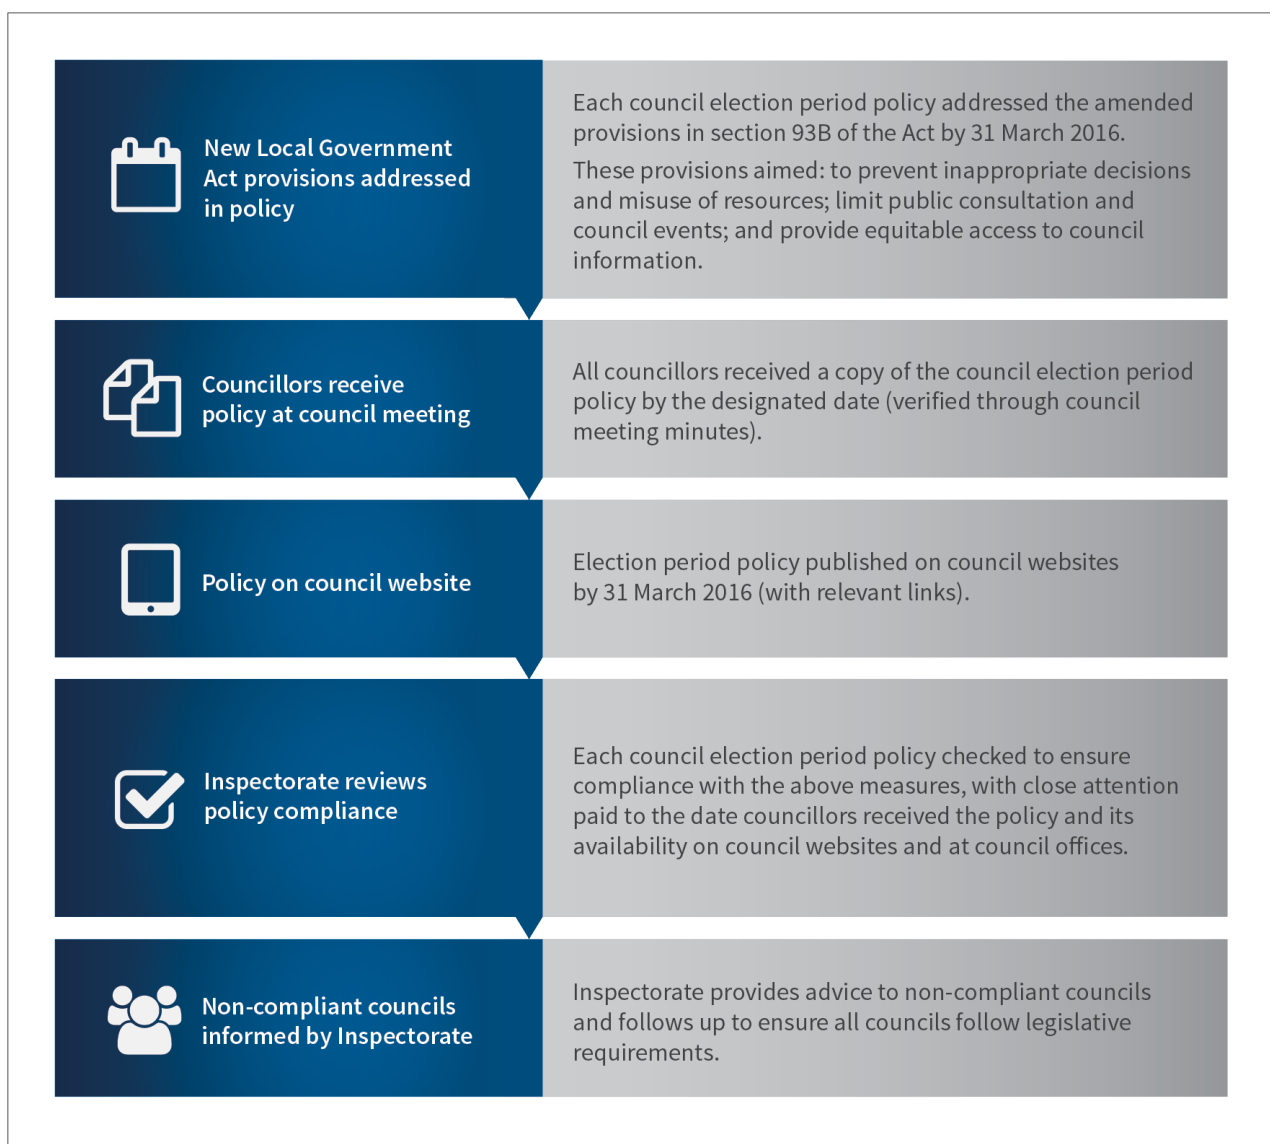 New Local Government
Act provisions addressed
in policy
Each council election period policy addressed the amended
provisions in section 93B of the Act by 31 March 2016.
These provisions aimed: to prevent inappropriate decisions
and misuse of resources; limit public consultation and
council events; and provide equitable access to council
information.
Councillors receive
policy at council meeting
All councillors received a copy of the council election period
policy by the designated date (verified through council
meeting minutes).
Policy on council website
Election period policy published on council websites
by 31 March 2016 (with relevant links).
Inspectorate reviews
policy compliance
Each council election period policy checked to ensure
compliance with the above measures, with close attention
paid to the date councillors received the policy and its
availability on council websites and at council offices.
Non-compliant councils
informed by Inspectorate
Inspectorate provides advice to non-compliant councils
and follows up to ensure all councils follow legislative
requirements.